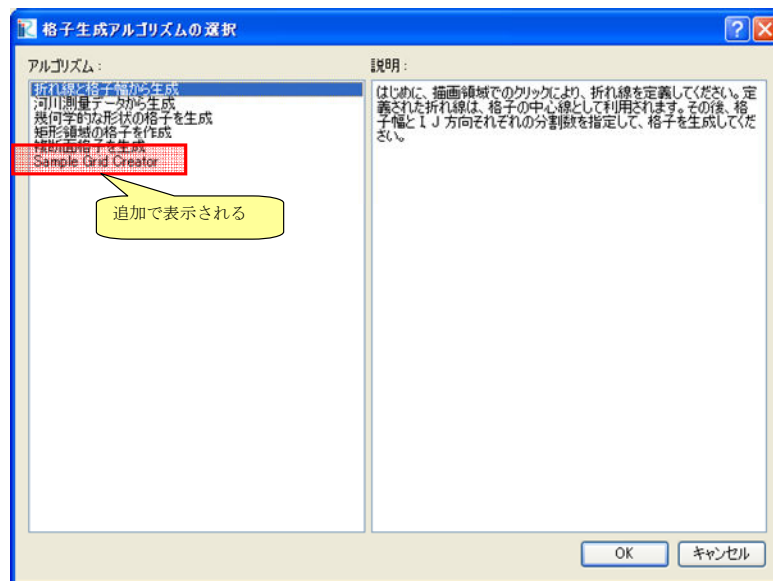 格子生成アルゴリズムの選択
アルゴリズム：
折れ線と格子幅から生成
河川測量データから生成
幾何学的な形状の格子を生成
矩形領域の格子を作成
横断面格子を生成
Sample Grid Creator
追加で表示される
説明：
はじめに、描画領域でのクリックにより、折れ線を定義してください。定
義された折れ線は、格子の中心線として利用されます。その後、格
子幅とＩＪ方向それぞれの分割数を指定して、格子を生成してくだ
さい。
OK
キャンセル